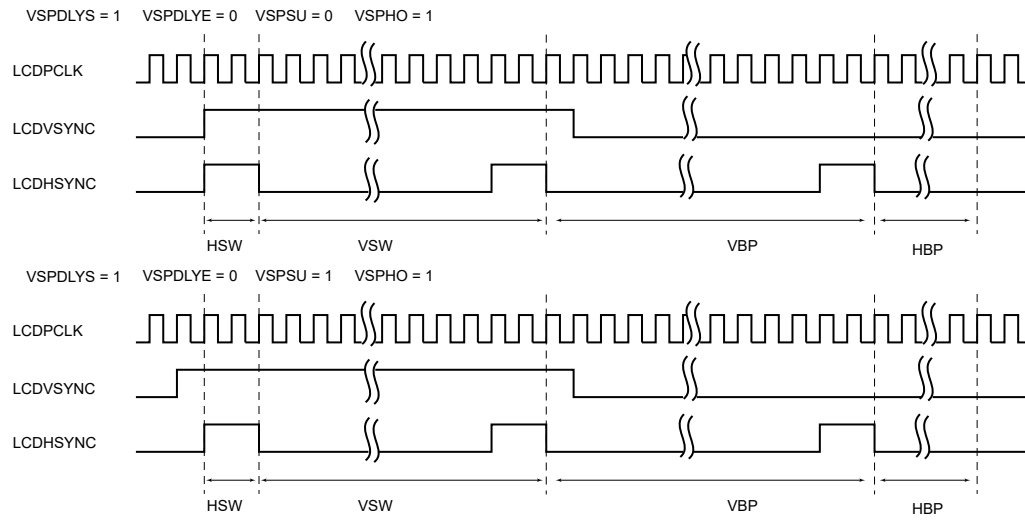 VSPDLYS = 1 VSPDLYE = 0 VSPSU = 0 VSPHO = 1
LCDPCLK
LCDVSYNC
LCDHSYNC
HSW VSW VBP HBP
VSPDLYS = 1 VSPDLYE = 0 VSPSU = 1 VSPHO = 1
LCDPCLK
LCDVSYNC
LCDHSYNC
HSW VSW VBP HBP